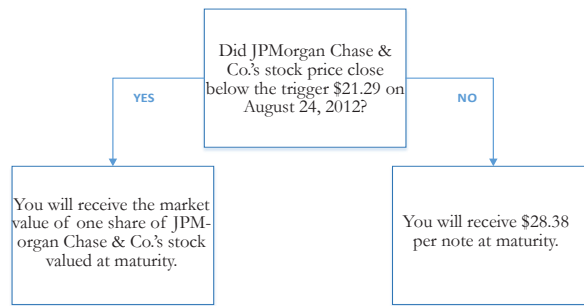 Did JPMorgan Chase &
Co.'s stock price close
below the trigger $21.29 on
August 24, 2012?
YES
NO
You will receive the market
value of one share of JPM-
organ Chase & Co.'s stock
valued at maturity.
You will receive $28.38
per note at maturity.